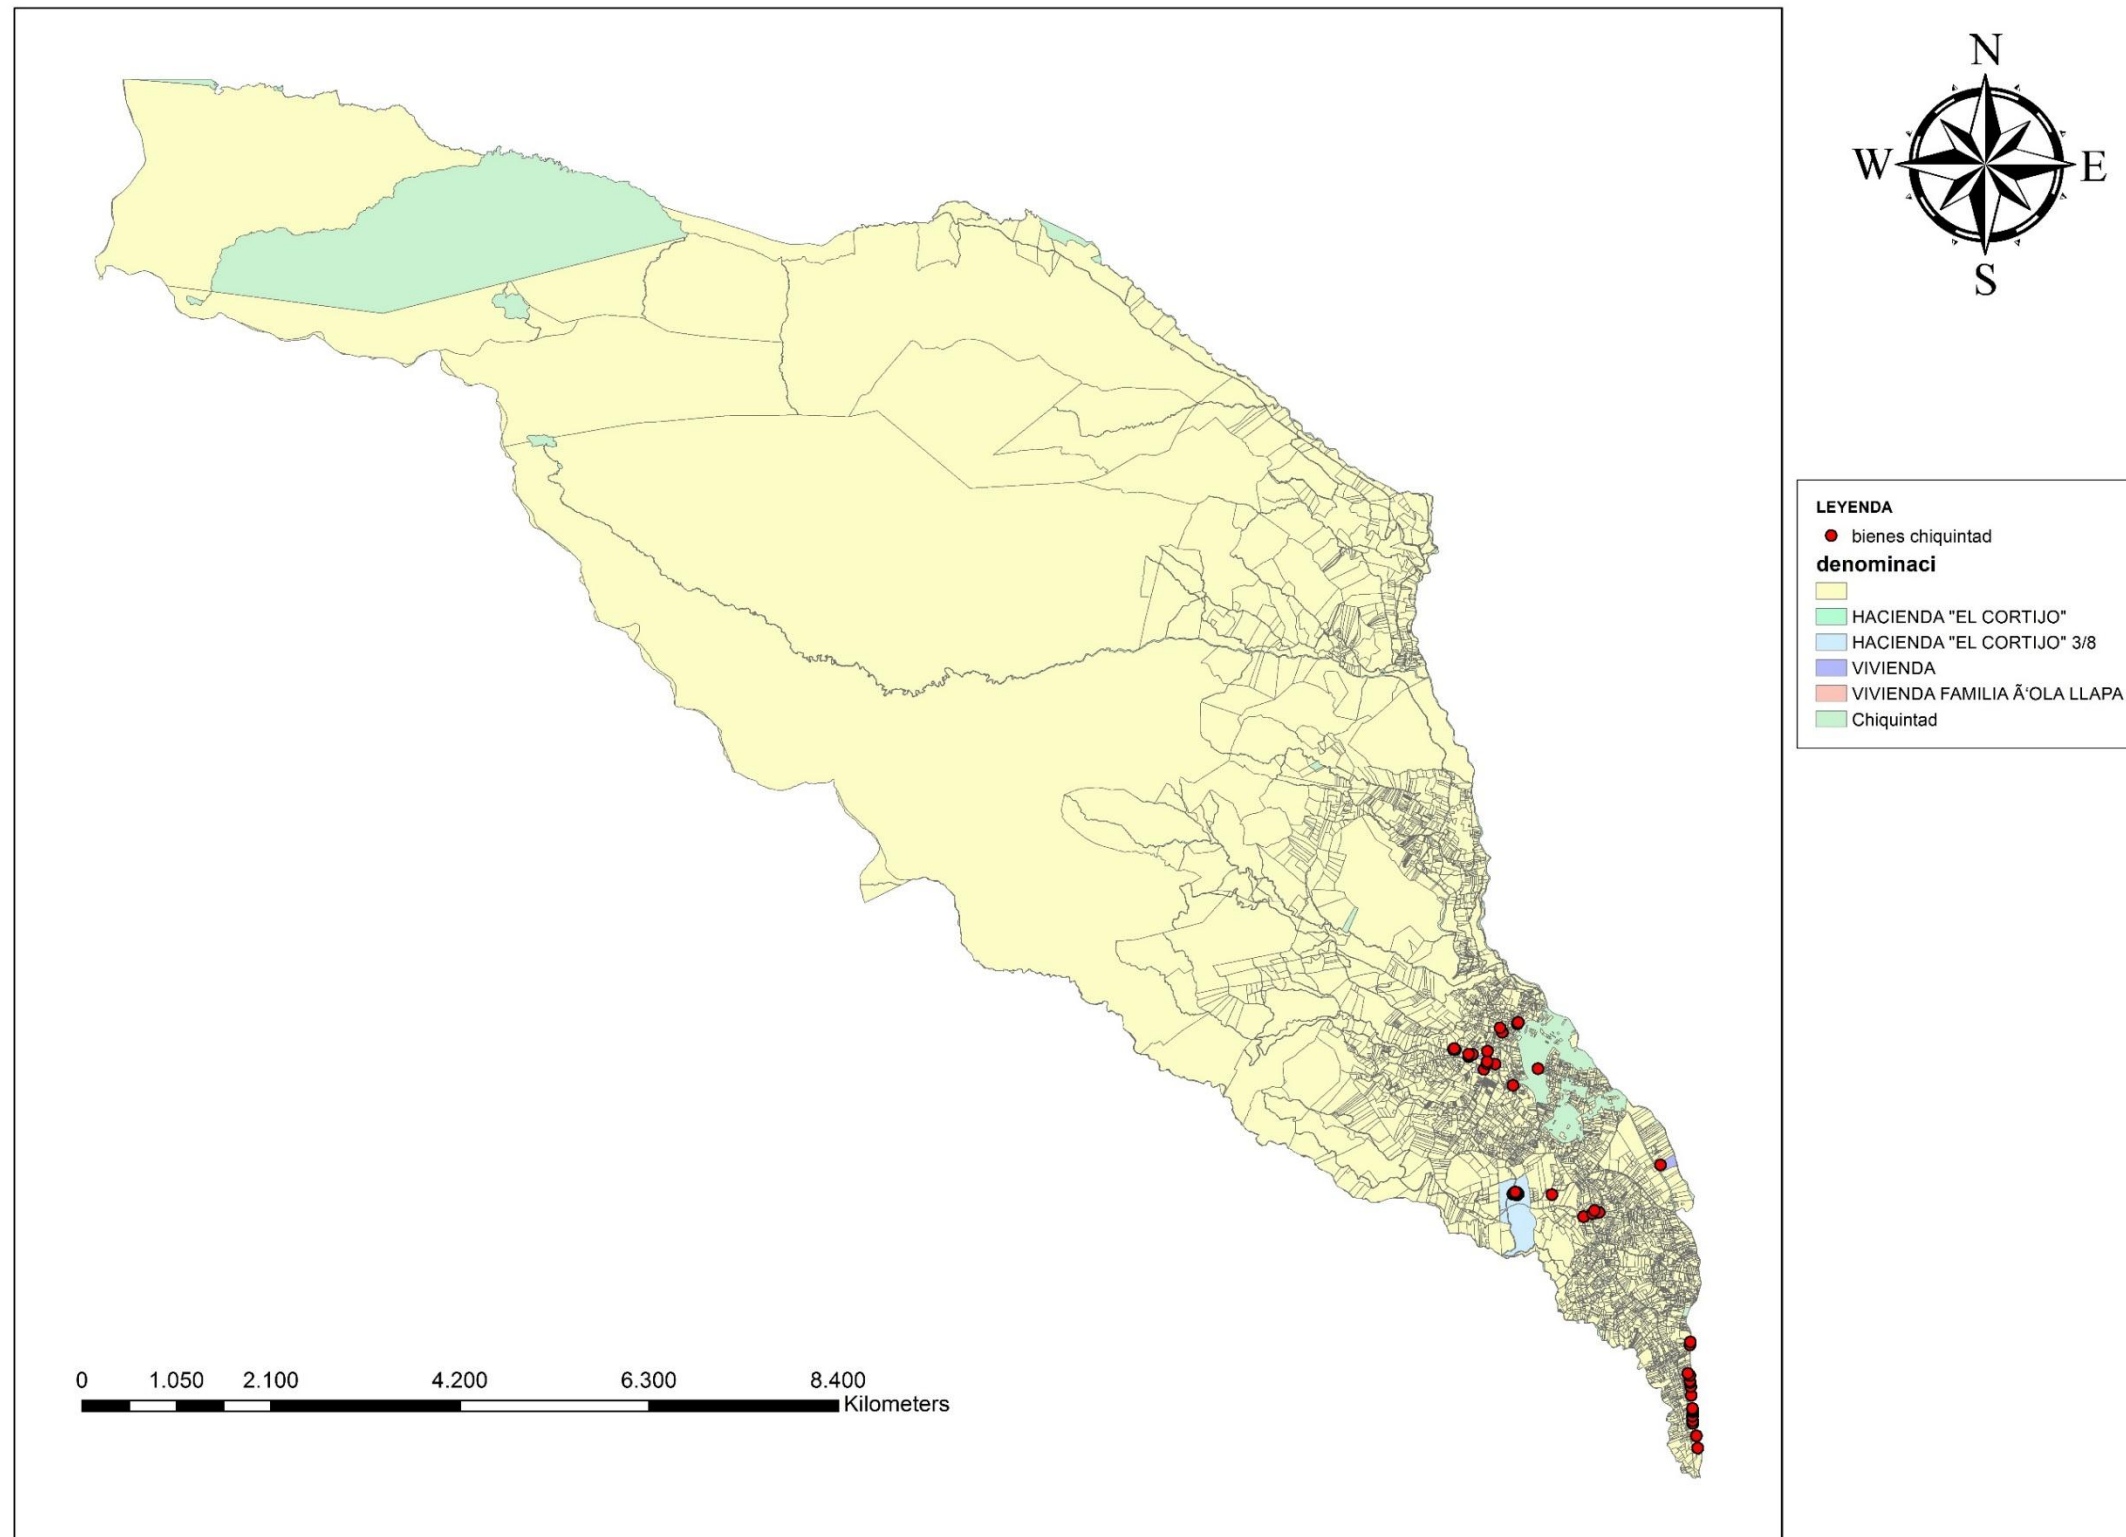 N
W E
S
LEYENDA
bienes chiquintad
denominaci
HACIENDA "EL CORTIJO"
HACIENDA "EL CORTIJO" 3/8
VIVIENDA
VIVIENDA FAMILIA Ã‘OLA LLAPA
Chiquintad
0 1.050 2.100 4.200 6.300 8.400
Kilometers